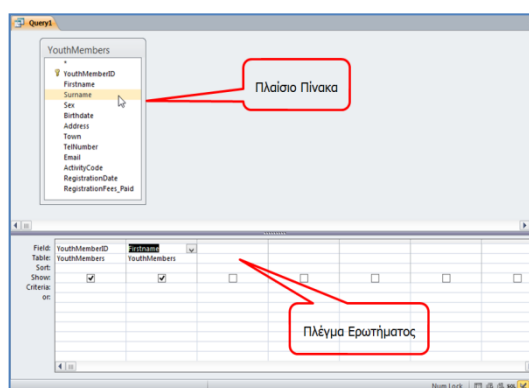 Query1
YouthMembers
*
YouthMemberID
Firstname
Surname
Sex
Birthdate
Address
Town
TelNumber
Email
ActivityCode
RegistrationDate
RegistrationFees_Paid
Πλαίσιο Πίνακα
Field: YouthMemberID Firstname
Table: YouthMembers YouthMembers
Sort:
Show:
Criteria:
or:
Πλέγμα Ερωτήματος
Num Lock